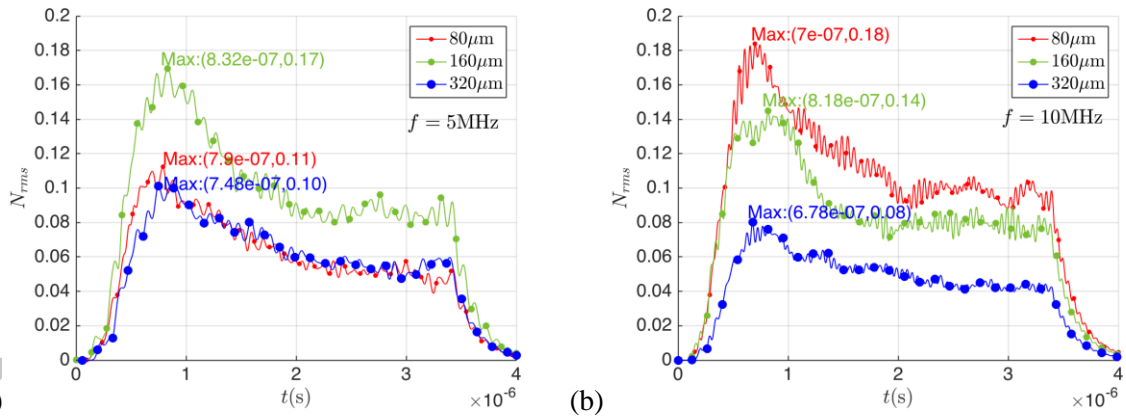 0.2
0.18
0.16
0.14
0.12
0.1
0.08
0.06
0.04
0.02
0
N_rms
Max:(8.32e-07,0.17)
Max:(7.9e-07,0.11)
Max:(7.48e-07,0.10)
80μm
160μm
320μm
f = 5MHz
0 1 2 3 4
t(s)
×10^-6
)
(b)
0.2
0.18
0.16
0.14
0.12
0.1
0.08
0.06
0.04
0.02
0
N_rms
Max:(7e-07,0.18)
Max:(8.18e-07,0.14)
Max:(6.78e-07,0.08)
80μm
160μm
320μm
f = 10MHz
0 1 2 3 4
t(s)
×10^-6